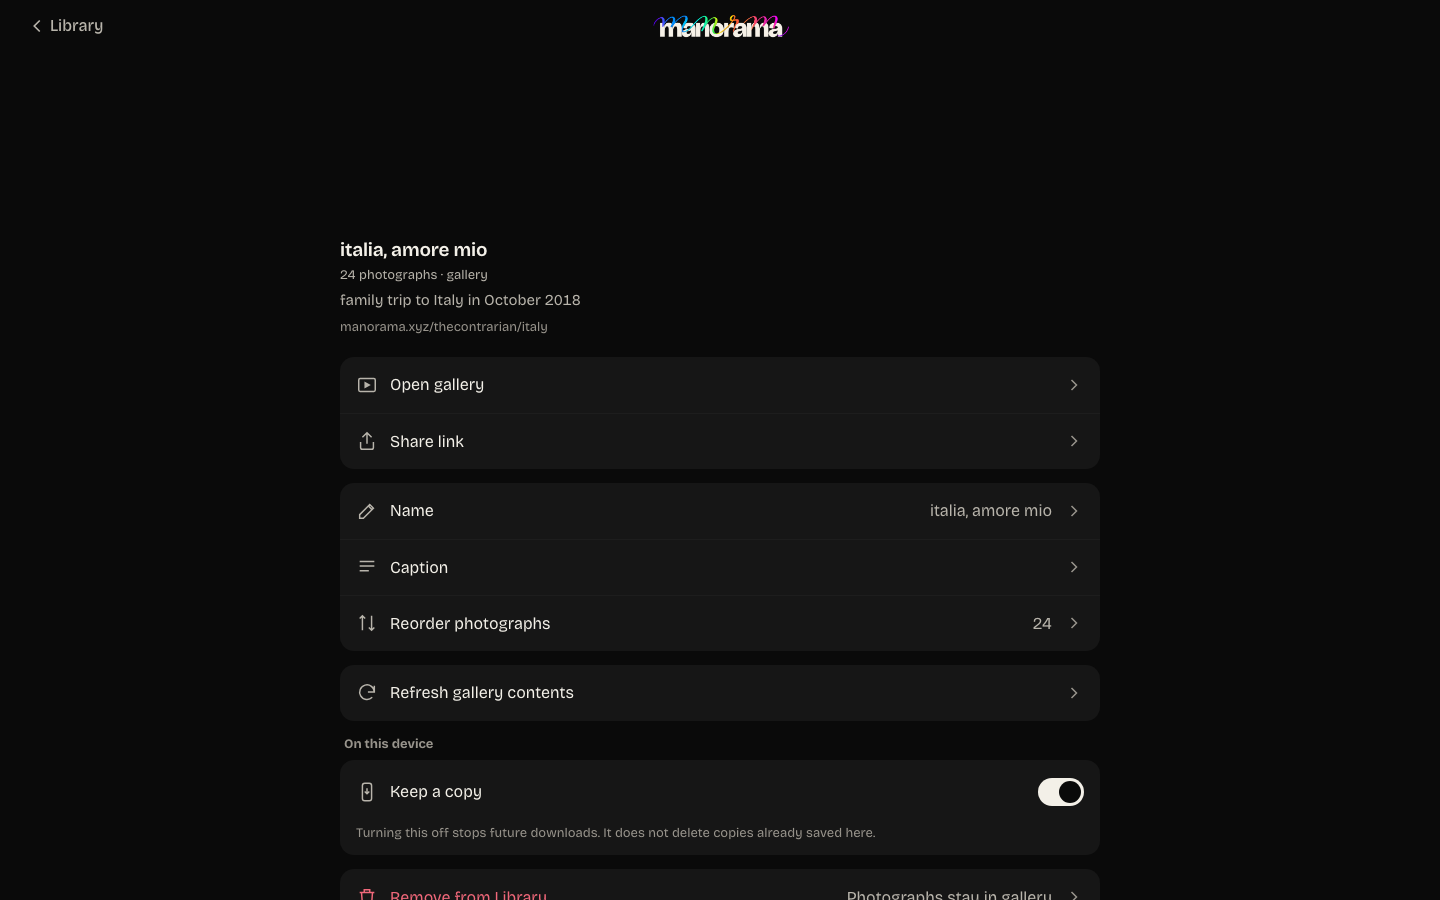 Library
manorama
italia, amore mio
24 photographs · gallery
family trip to Italy in October 2018
manorama.xyz/thecontrarian/italy
Open gallery
Share link
Name italia, amore mio
Caption
Reorder photographs 24
Refresh gallery contents
On this device
Keep a copy
Turning this off stops future downloads. It does not delete copies already saved here.
Remove from Library Photographs stay in gallery